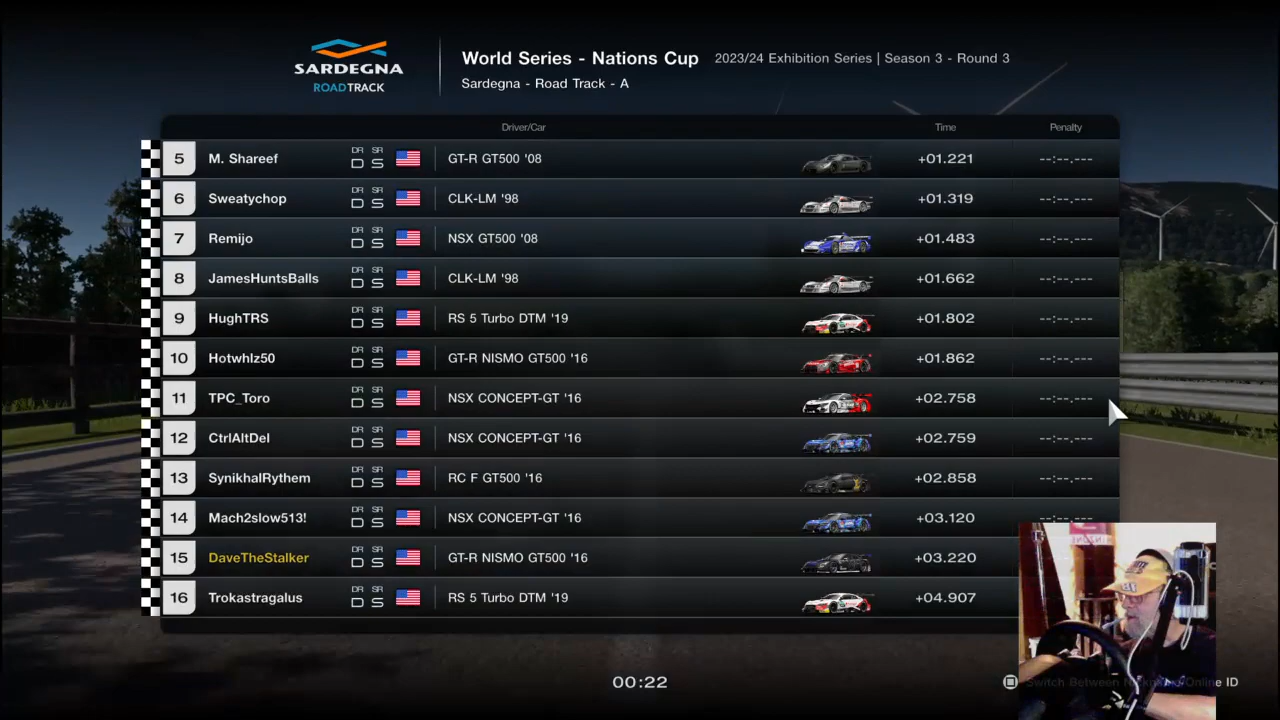 SARDEGNA
ROADTRACK
World Series - Nations Cup 2023/24 Exhibition Series | Season 3 - Round 3
Sardegna - Road Track - A
Driver/Car Time Penalty
5 M. Shareef DR D SR S GT-R GT500 '08 +01.221 --:--.---
6 Sweatychop DR D SR S CLK-LM '98 +01.319 --:--.---
7 Remijo DR D SR S NSX GT500 '08 +01.483 --:--.---
8 JamesHuntsBalls DR D SR S CLK-LM '98 +01.662 --:--.---
9 HughTRS DR D SR S RS 5 Turbo DTM '19 +01.802 --:--.---
10 Hotwhlz50 DR D SR S GT-R NISMO GT500 '16 +01.862 --:--.---
11 TPC_Toro DR D SR S NSX CONCEPT-GT '16 +02.758 --:--.---
12 CtrlAltDel DR D SR S NSX CONCEPT-GT '16 +02.759 --:--.---
13 SynikhalRythem DR D SR S RC F GT500 '16 +02.858 --:--.---
14 Mach2slow513! DR D SR S NSX CONCEPT-GT '16 +03.120 --:--.---
15 DaveTheStalker DR D SR S GT-R NISMO GT500 '16 +03.220
16 Trokastragalus DR D SR S RS 5 Turbo DTM '19 +04.907
00:22
Switch Between Online ID